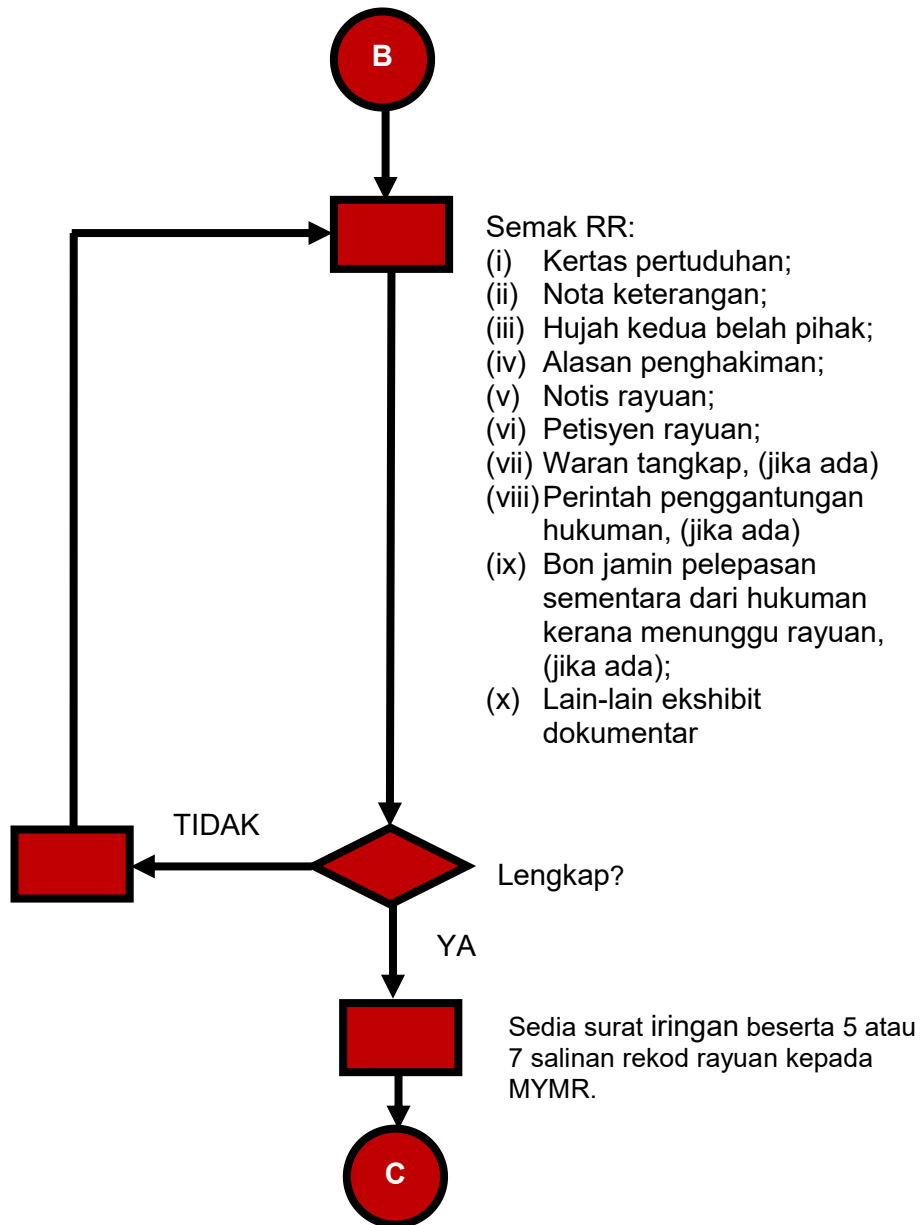 B
Semak RR:
(i) Kertas pertuduhan;
(ii) Nota keterangan;
(iii) Hujah kedua belah pihak;
(iv) Alasan penghakiman;
(v) Notis rayuan;
(vi) Petisyen rayuan;
(vii) Waran tangkap, (jika ada)
(viii) Perintah penggantungan
hukuman, (jika ada)
(ix) Bon jamin pelepasan
sementara dari hukuman
kerana menunggu rayuan,
(jika ada);
(x) Lain-lain ekshibit
dokumentar
TIDAK
Lengkap?
YA
Sedia surat iringan beserta 5 atau
7 salinan rekod rayuan kepada
MYMR.
C